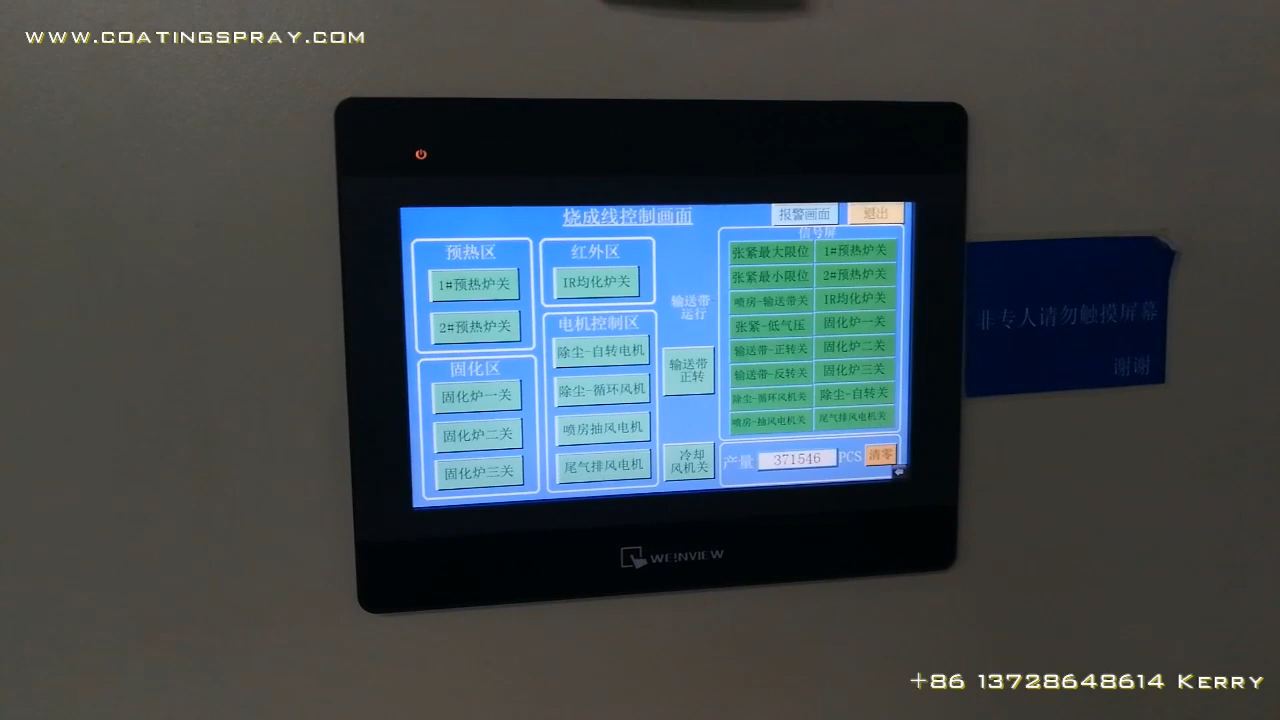 WWW.COATINGSPRAY.COM
烧成线控制画面
报警画面
退出
预热区
1#预热炉关
2#预热炉关
固化区
固化炉一关
固化炉二关
固化炉三关
红外区
IR均化炉关
电机控制区
除尘-自转电机
除尘-循环风机
喷房抽风电机
尾气排风电机
输送带
运行
输送带
正转
冷却
风机关
信号屏
张紧最大限位 1#预热炉关
张紧最小限位 2#预热炉关
喷房-输送带关 IR均化炉关
张紧-低气压 固化炉一关
输送带-正转关 固化炉二关
输送带-反转关 固化炉三关
除尘-循环风机关 除尘-自转关
喷房-抽风电机关 尾气排风电机关
产量 371546 PCS 清零
WE!NVIEW
非专人请勿触摸屏幕
谢谢
+86 13728648614 KERRY